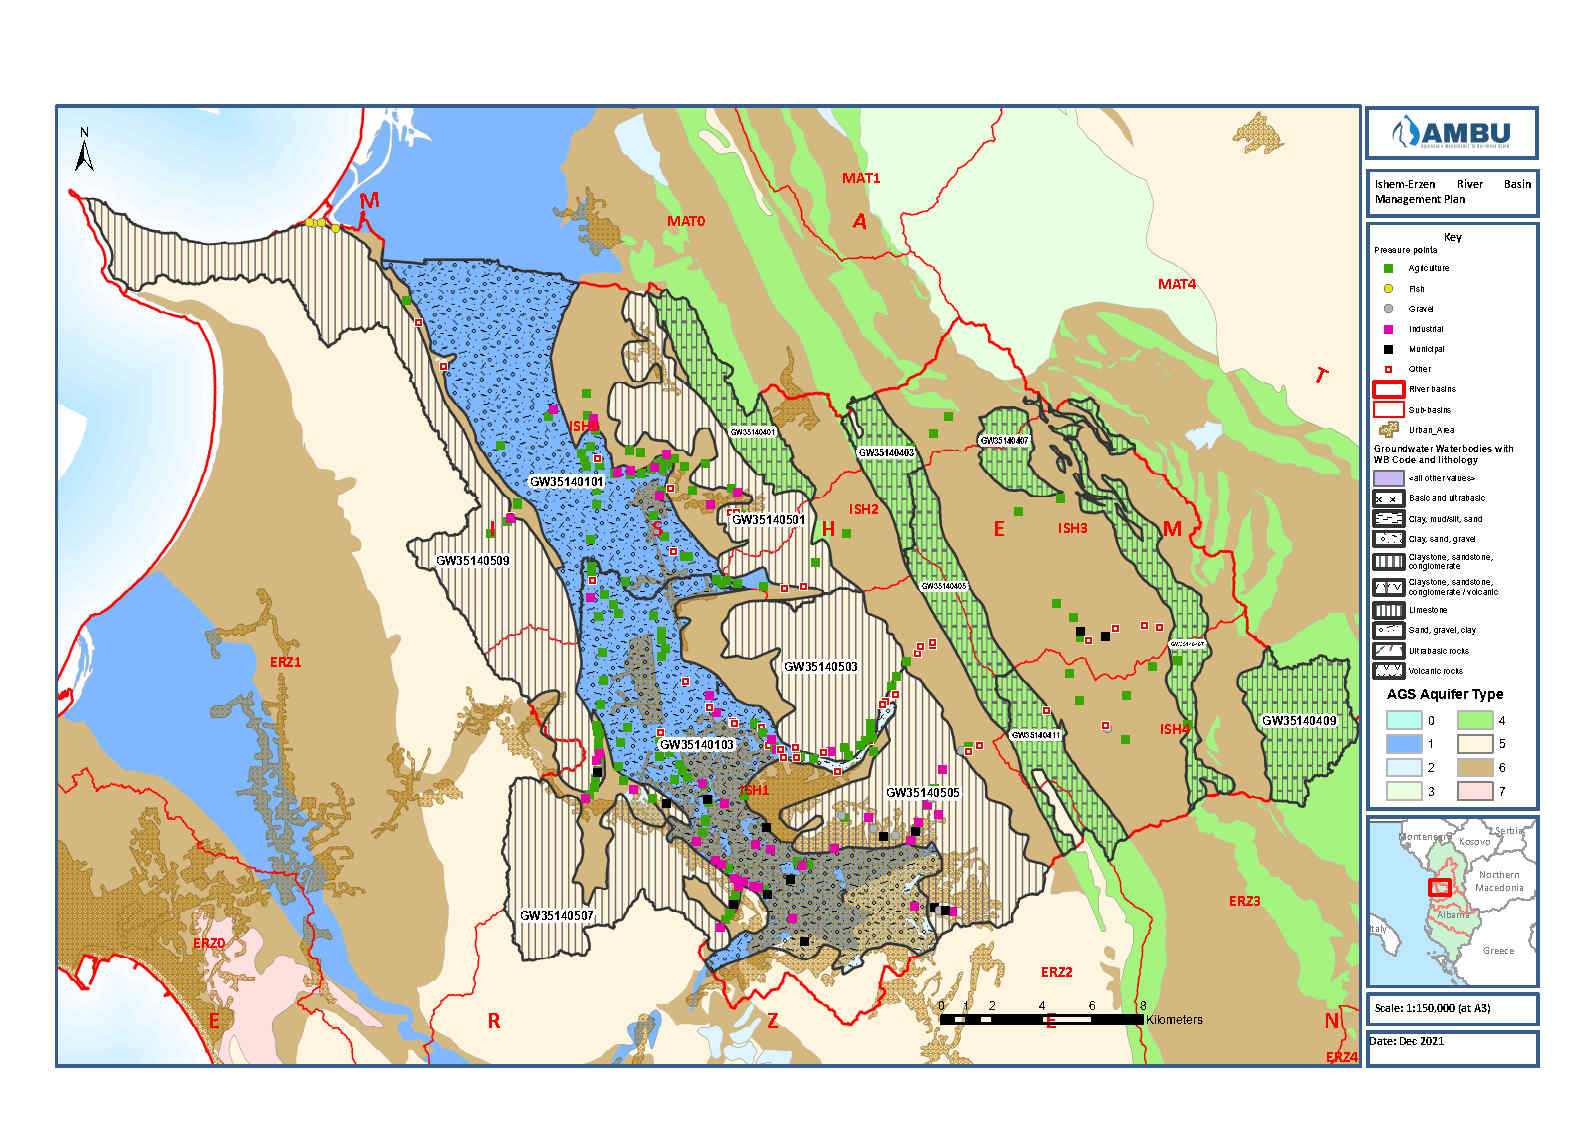 N
M
MAT1
A
MAT0
MAT4
T
ISH0
GW35140401
GW35140403
GW35140407
GW35140101
ISH2
GW35140501
I
S
H
E
ISH3
M
GW35140509
GW35140405
ERZ1
GW35140503
GW35140103
GW35140411
ISH4
GW35140409
ISH1
GW35140505
GW35140507
ERZ3
ERZ0
ERZ2
E
R
Z
E
N
ERZ4
0 1 2 4 6 8
Kilometers
AMBU
Ishem-Erzen River Basin
Management Plan
Key
Pressure points
Agriculture
Fish
Gravel
Industrial
Municipal
Other
River basins
Sub-basins
Urban_Area
Groundwater Waterbodies with
WB Code and lithology
<all other values>
Basic and ultrabasic
Clay, mud/silt, sand
Clay, sand, gravel
Claystone, sandstone,
conglomerate
Claystone, sandstone,
conglomerate / volcanic
Limestone
Sand, gravel, clay
Ultrabasic rocks
Volcanic rocks
AGS Aquifer Type
0 4
1 5
2 6
3 7
Montenegro
Serbia
Kosovo
Northern
Macedonia
Albania
Italy
Greece
Scale: 1:150,000 (at A3)
Date: Dec 2021